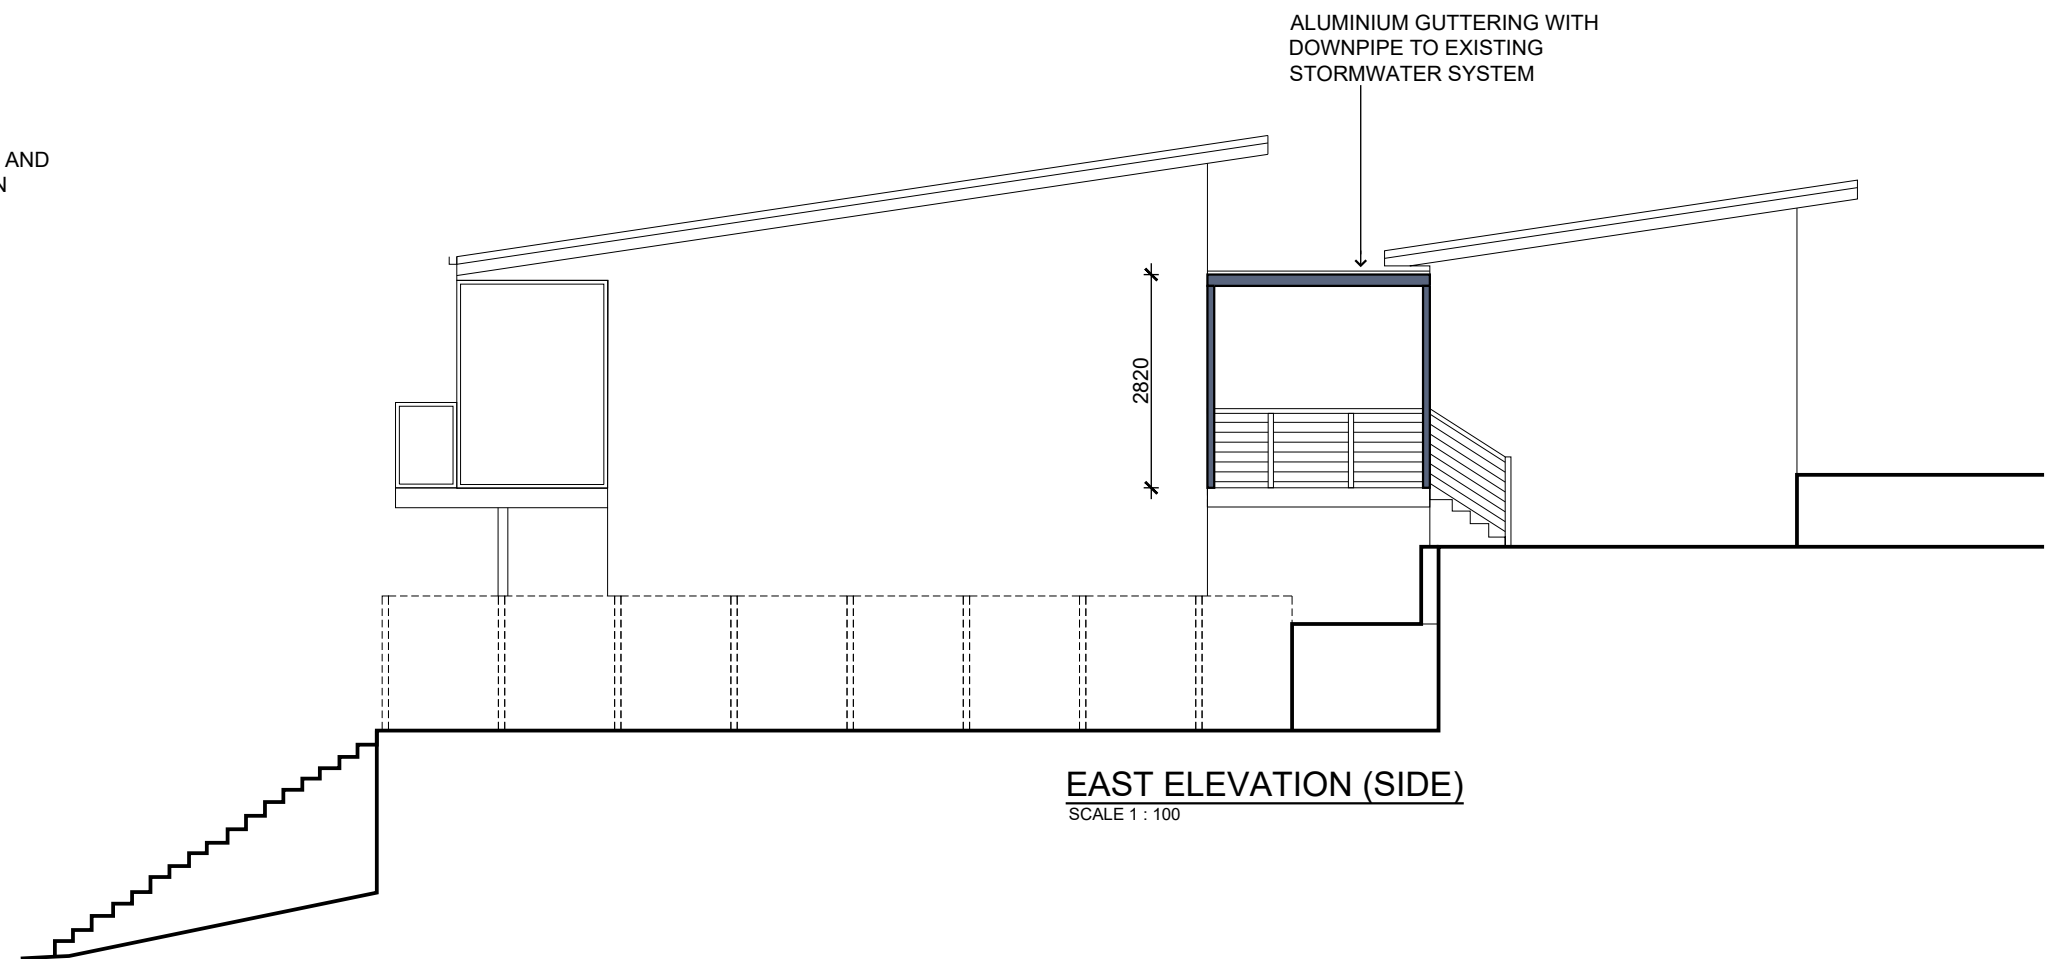 ALUMINIUM GUTTERING WITH
DOWNPIPE TO EXISTING
STORMWATER SYSTEM
AND
N
2820
EAST ELEVATION (SIDE)
SCALE 1 : 100